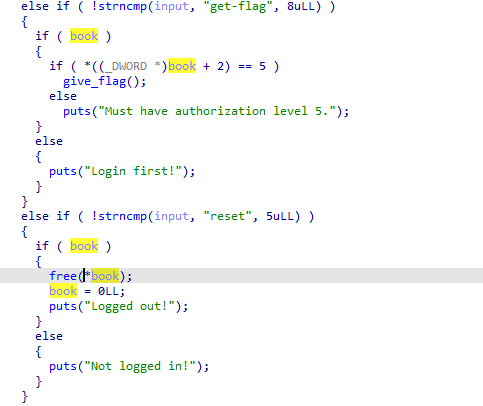 else if ( !strncmp(input, "get-flag", 8uLL) )
{
if ( book )
{
if ( *((_DWORD *)book + 2) == 5 )
give_flag();
else
puts("Must have authorization level 5.");
}
else
{
puts("Login first!");
}
}
else if ( !strncmp(input, "reset", 5uLL) )
{
if ( book )
{
free(*book);
book = 0LL;
puts("Logged out!");
}
else
{
puts("Not logged in!");
}
}